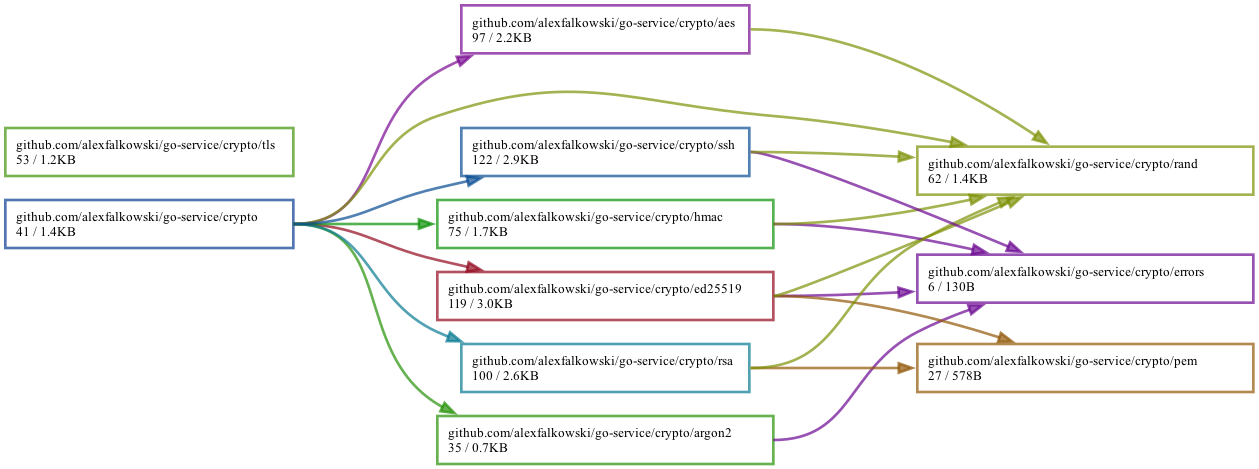 github.com/alexfalkowski/go-service/crypto/tls
53 / 1.2KB
github.com/alexfalkowski/go-service/crypto
41 / 1.4KB
github.com/alexfalkowski/go-service/crypto/aes
97 / 2.2KB
github.com/alexfalkowski/go-service/crypto/ssh
122 / 2.9KB
github.com/alexfalkowski/go-service/crypto/hmac
75 / 1.7KB
github.com/alexfalkowski/go-service/crypto/ed25519
119 / 3.0KB
github.com/alexfalkowski/go-service/crypto/rsa
100 / 2.6KB
github.com/alexfalkowski/go-service/crypto/argon2
35 / 0.7KB
github.com/alexfalkowski/go-service/crypto/rand
62 / 1.4KB
github.com/alexfalkowski/go-service/crypto/errors
6 / 130B
github.com/alexfalkowski/go-service/crypto/pem
27 / 578B